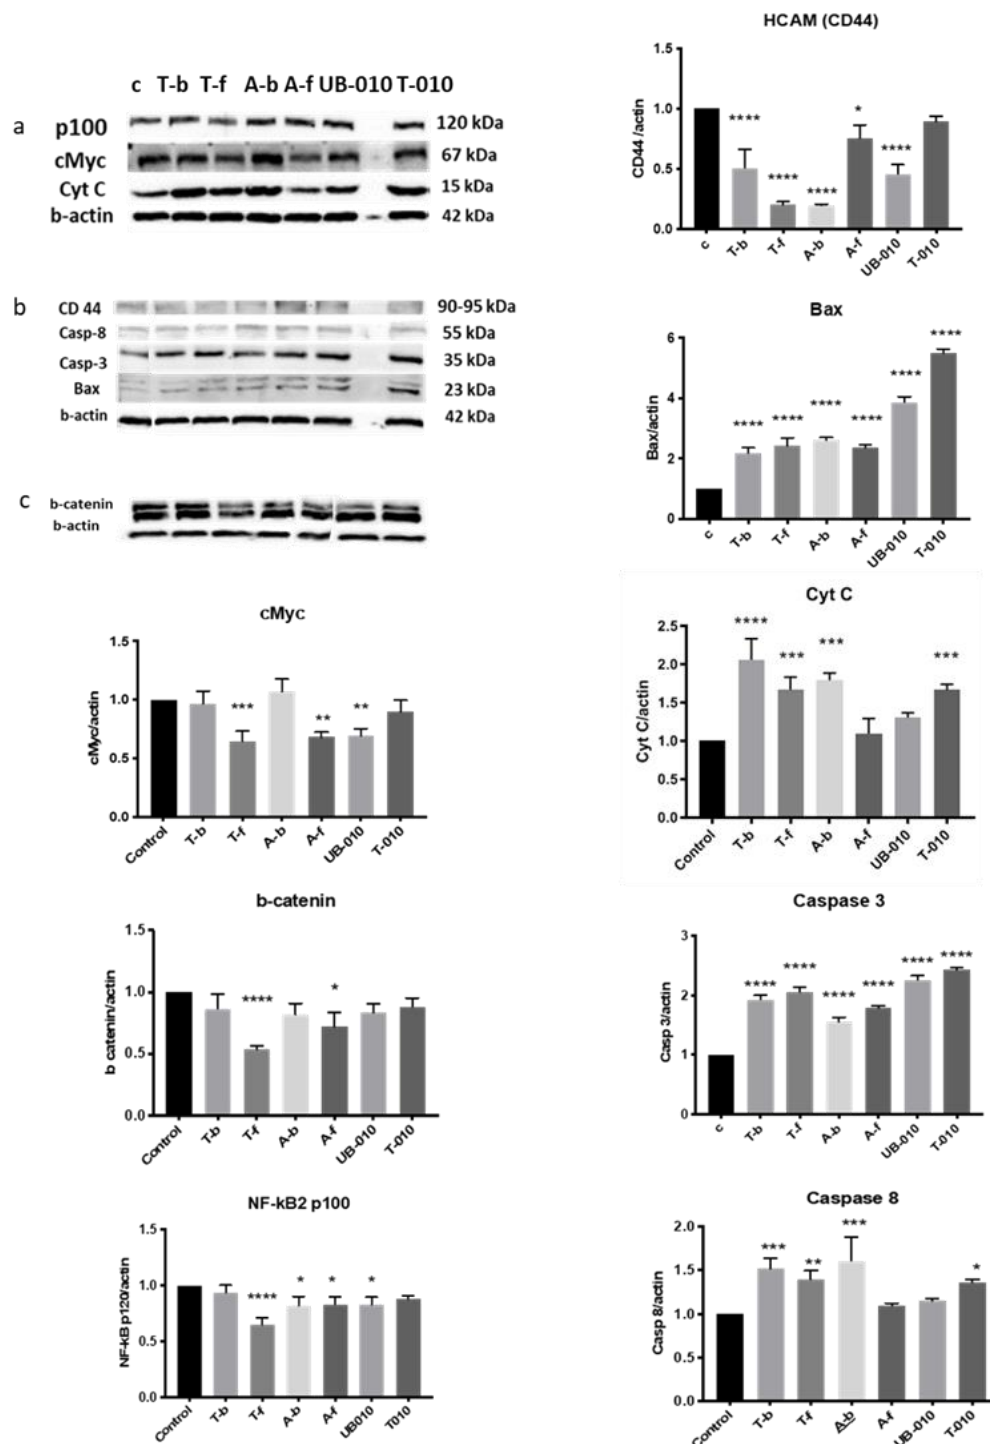 c T-b T-f A-b A-f UB-010 T-010
a
p100 120 kDa
cMyc 67 kDa
Cyt C 15 kDa
b-actin 42 kDa
b
CD 44 90-95 kDa
Casp-8 55 kDa
Casp-3 35 kDa
Bax 23 kDa
b-actin 42 kDa
c
b-catenin
b-actin
HCAM (CD44)
CD44/actin
1.5
1.0
0.5
0.0
**** **** **** * ****
c T-b T-f A-b A-f UB-010 T-010
Bax
Bax/actin
6
4
2
0
**** **** **** **** **** ****
c T-b T-f A-b A-f UB-010 T-010
cMyc
cMyc/actin
1.5
1.0
0.5
0.0
*** ** **
Control T-b T-f A-b A-f UB-010 T-010
Cyt C
Cyt C/actin
2.5
2.0
1.5
1.0
0.5
0.0
**** *** *** ***
Control T-b T-f A-b A-f UB-010 T-010
b-catenin
b catenin/actin
1.5
1.0
0.5
0.0
**** *
Control T-b T-f A-b A-f UB-010 T-010
Caspase 3
Casp 3/actin
3
2
1
0
**** **** **** **** **** ****
c T-b T-f A-b A-f UB-010 T-010
NF-kB2 p100
NF-kB p120/actin
1.5
1.0
0.5
0.0
**** * * *
Control T-b T-f A-b A-f UB010 T010
Caspase 8
Casp 8/actin
2.0
1.5
1.0
0.5
0.0
*** ** *** *
Control T-b T-f A-b A-f UB-010 T-010